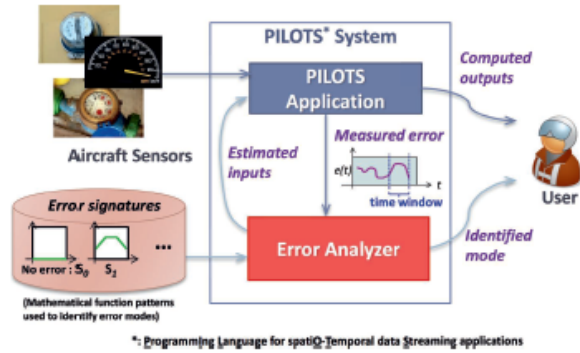 PILOTS* System
PILOTS
Application
Computed
outputs
Aircraft Sensors
Estimated
inputs
Measured error
e(t)
t
time window
User
Error signatures
No error : S0
S1
...
Error Analyzer
Identified
mode
(Mathematical function patterns
used to identify error modes)
*: Programming Language for spatiO-Temporal data Streaming applications